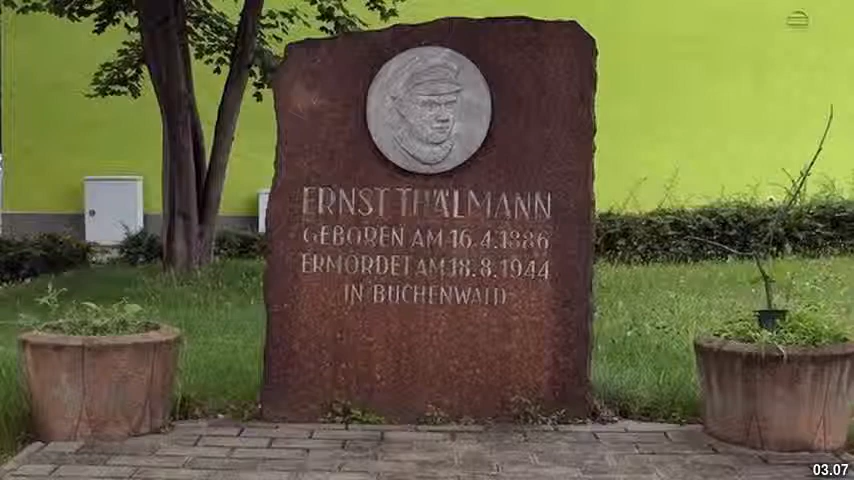 ERNST THÄLMANN
GEBOREN AM 16.4.1886
ERMORDET AM 18.8.1944
IN BUCHENWALD
03.07